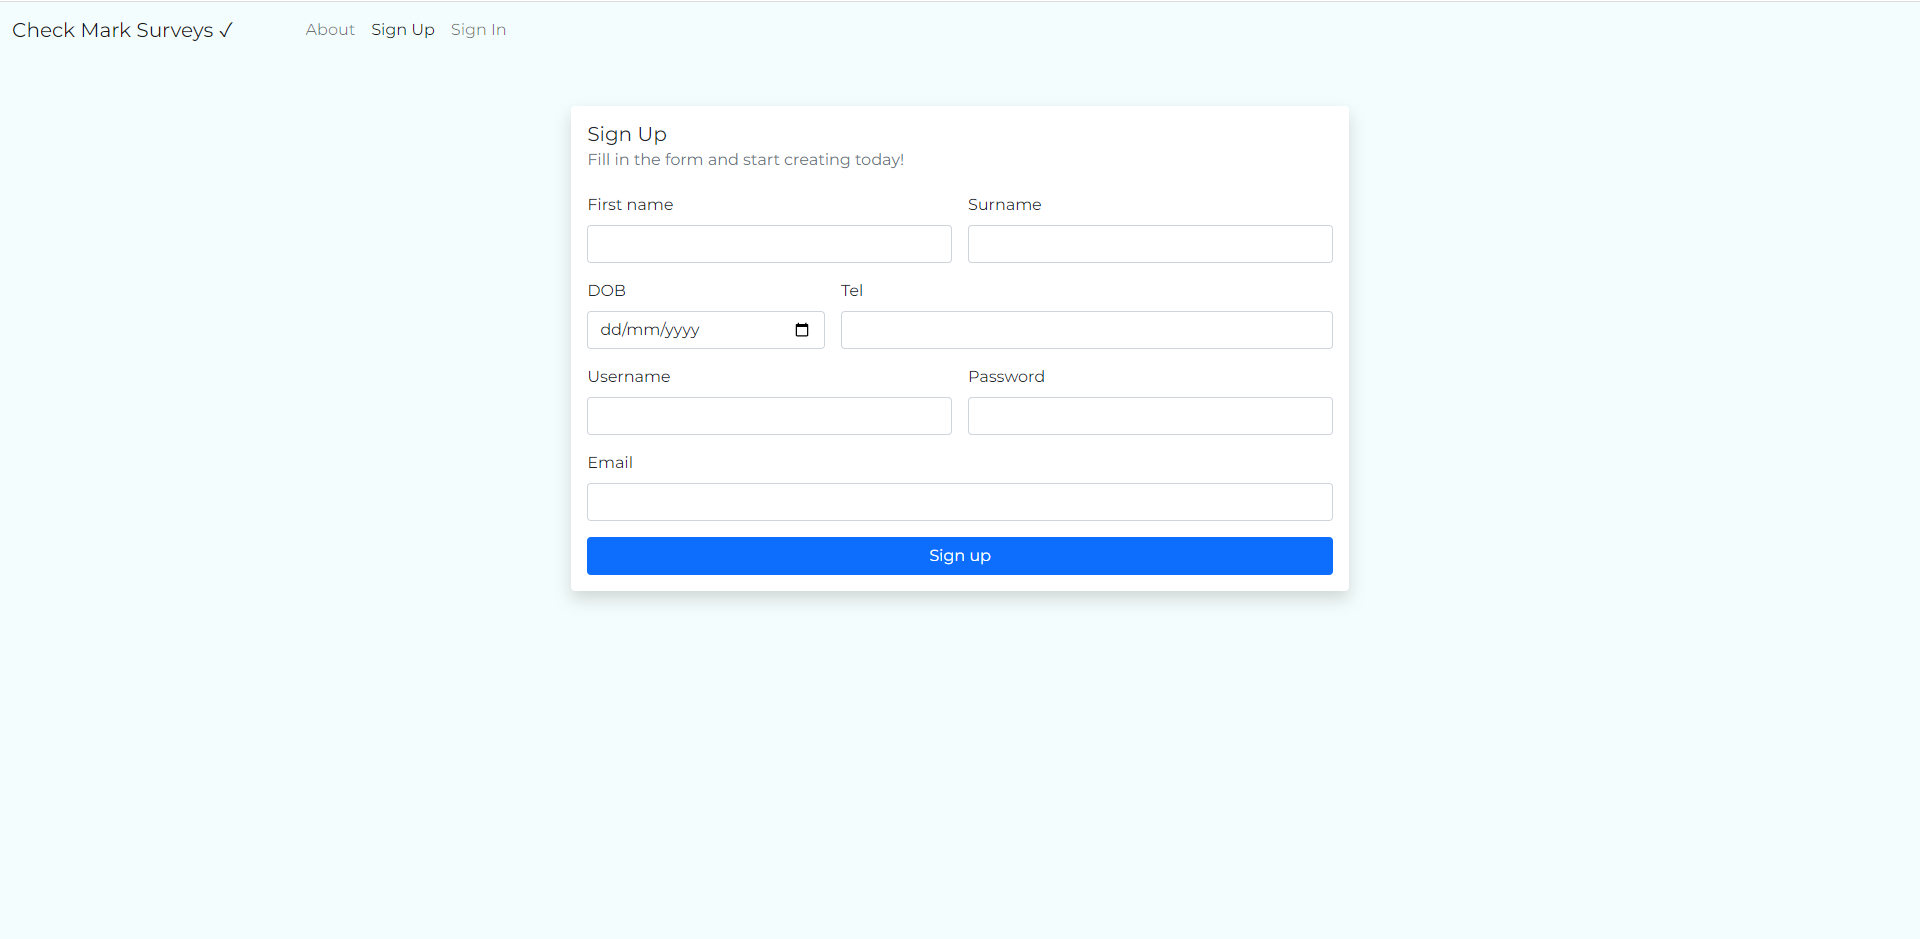 Check Mark Surveys ✓ About Sign Up Sign In
Sign Up
Fill in the form and start creating today!
First name Surname
DOB Tel
dd/mm/yyyy
Username Password
Email
Sign up